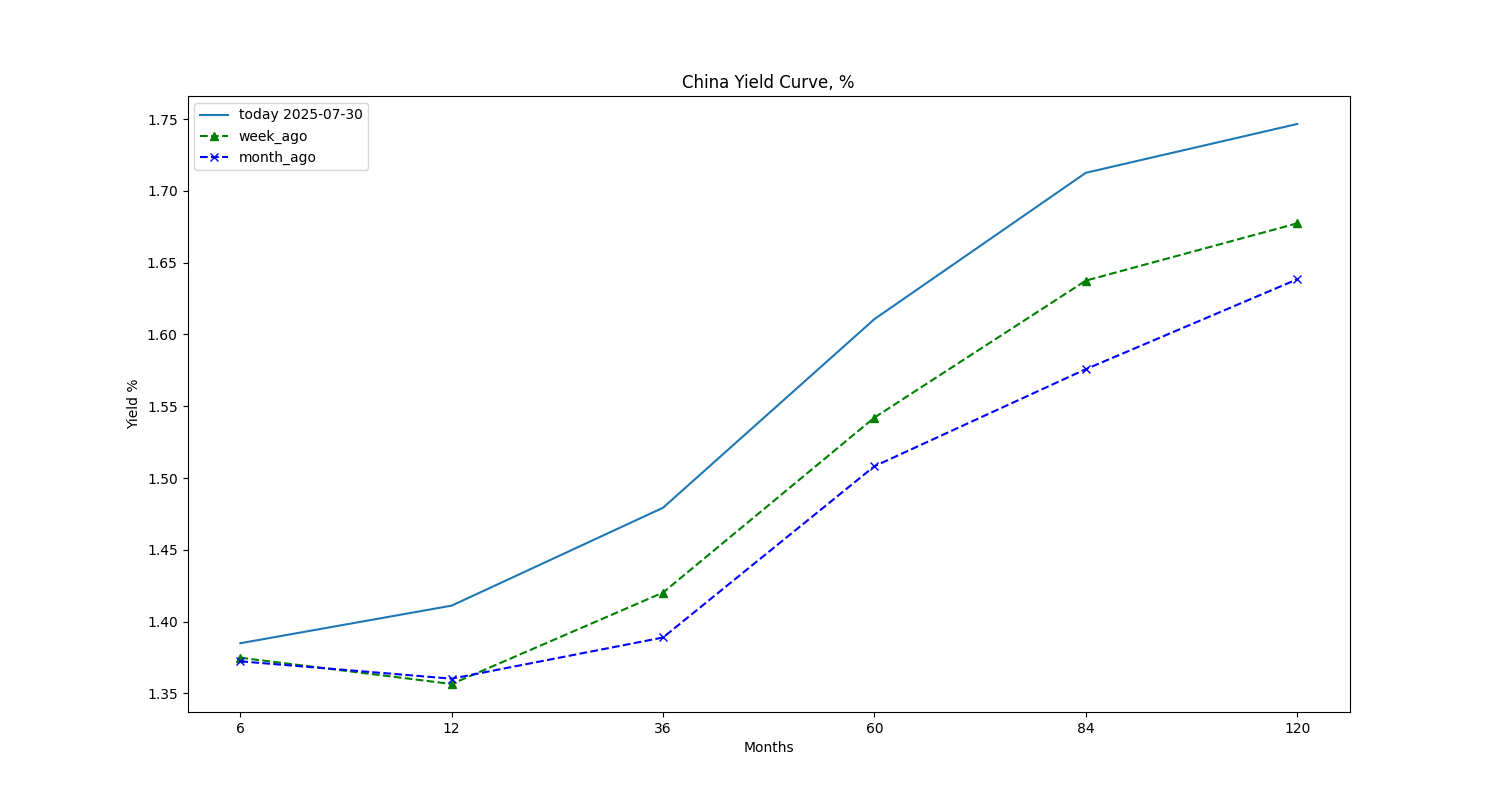 China Yield Curve, %
today 2025-07-30
week_ago
month_ago
1.75
1.70
1.65
1.60
1.55
1.50
1.45
1.40
1.35
Yield %
6 12 36 60 84 120
Months